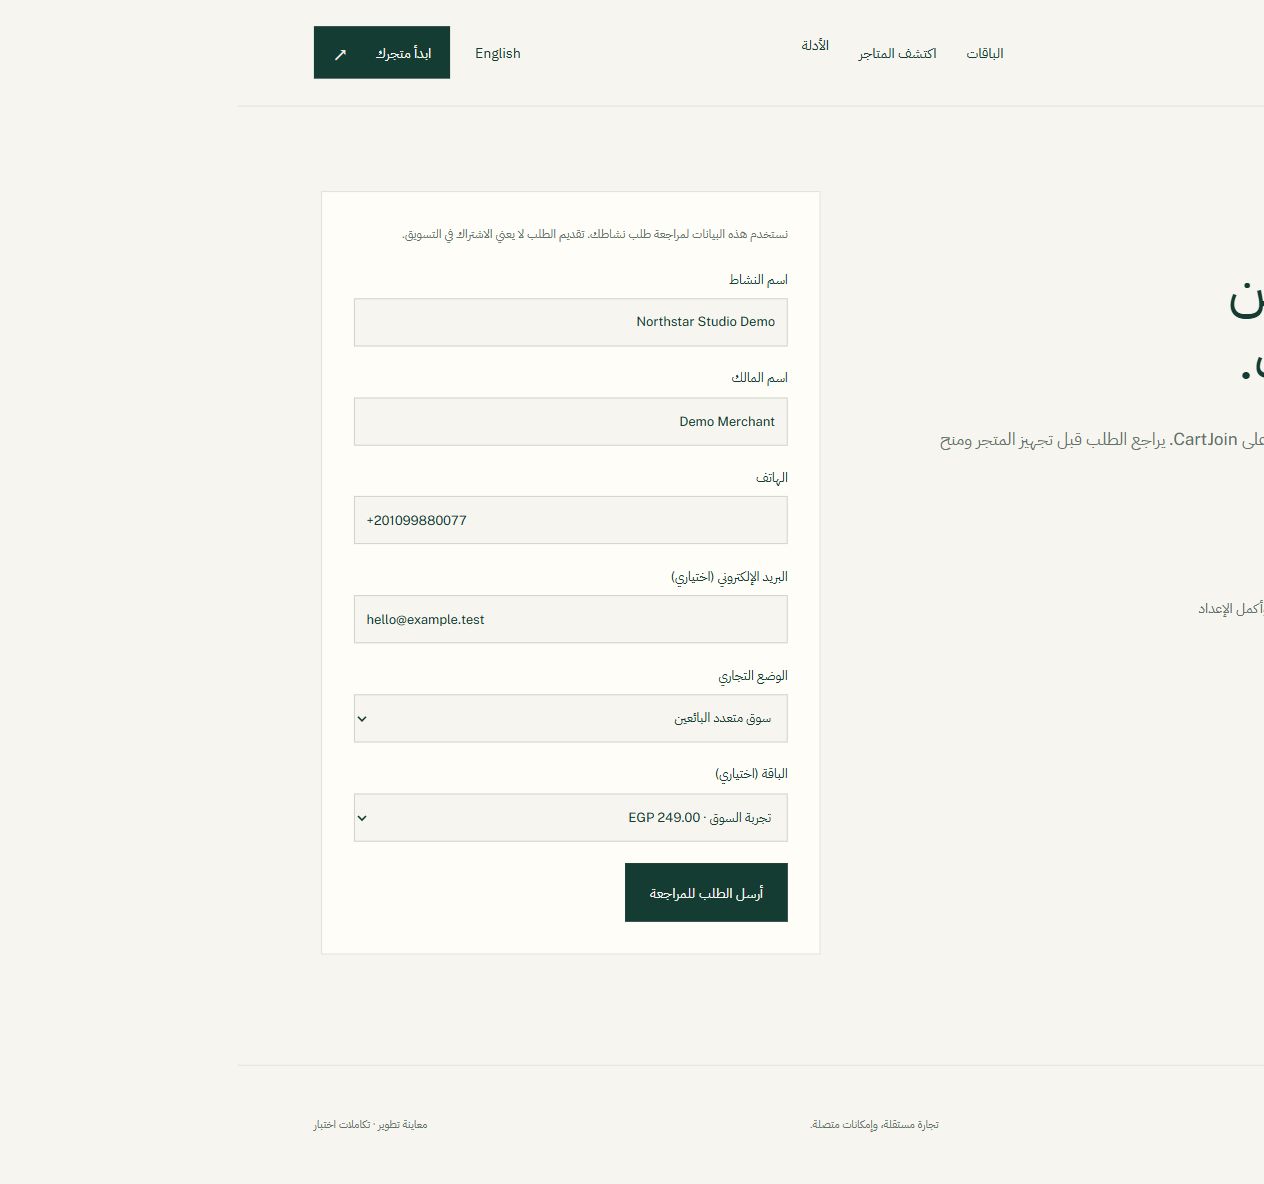 الباقات
اكتشف المتاجر
الأدلة
English
ابدأ متجرك ↗
على CartJoin. يراجع الطلب قبل تجهيز المتجر ومنح
وأكمل الإعداد
نستخدم هذه البيانات لمراجعة طلب نشاطك. تقديم الطلب لا يعني الاشتراك في التسويق.
اسم النشاط
Northstar Studio Demo
اسم المالك
Demo Merchant
الهاتف
+201099880077
البريد الإلكتروني (اختياري)
hello@example.test
الوضع التجاري
سوق متعدد البائعين
الباقة (اختياري)
تجربة السوق · EGP 249.00
أرسل الطلب للمراجعة
تجارة مستقلة، وإمكانات متصلة.
معاينة تطوير · تكاملات اختبار